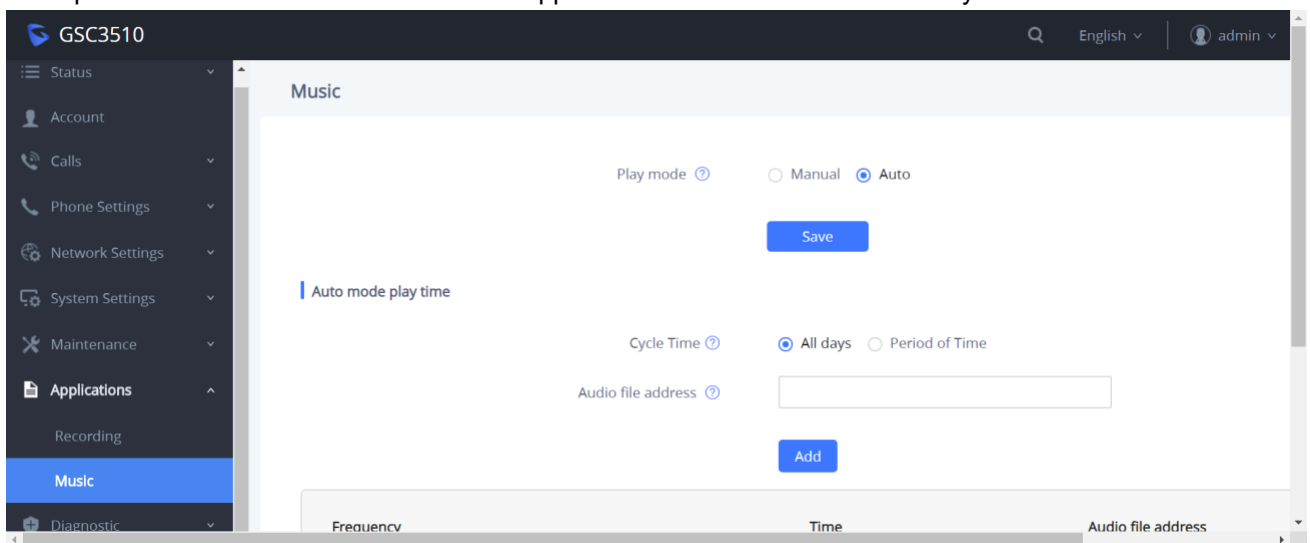 GSC3510
English
admin
Status
Music
Account
Calls
Play mode
Manual
Auto
Phone Settings
Save
Network Settings
Auto mode play time
System Settings
Cycle Time
All days
Period of Time
Maintenance
Audio file address
Applications
Recording
Add
Music
Diagnostic
Frequency
Time
Audio file address